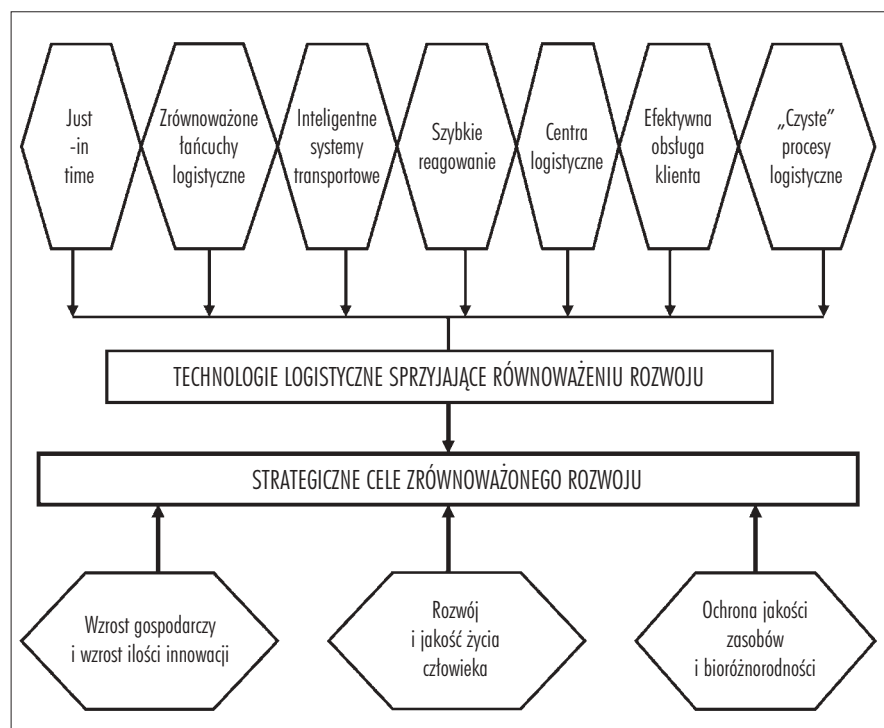 Just
-in
time
Zrównoważone
łańcuchy
logistyczne
Inteligentne
systemy
transportowe
Szybkie
reagowanie
Centra
logistyczne
Efektywna
obsługa
klienta
„Czyste”
procesy
logistyczne
TECHNOLOGIE LOGISTYCZNE SPRZYJAJĄCE RÓWNOWAŻENIU ROZWOJU
STRATEGICZNE CELE ZRÓWNOWAŻONEGO ROZWOJU
Wzrost gospodarczy
i wzrost ilości innowacji
Rozwój
i jakość życia
człowieka
Ochrona jakości
zasobów
i bioróżnorodności